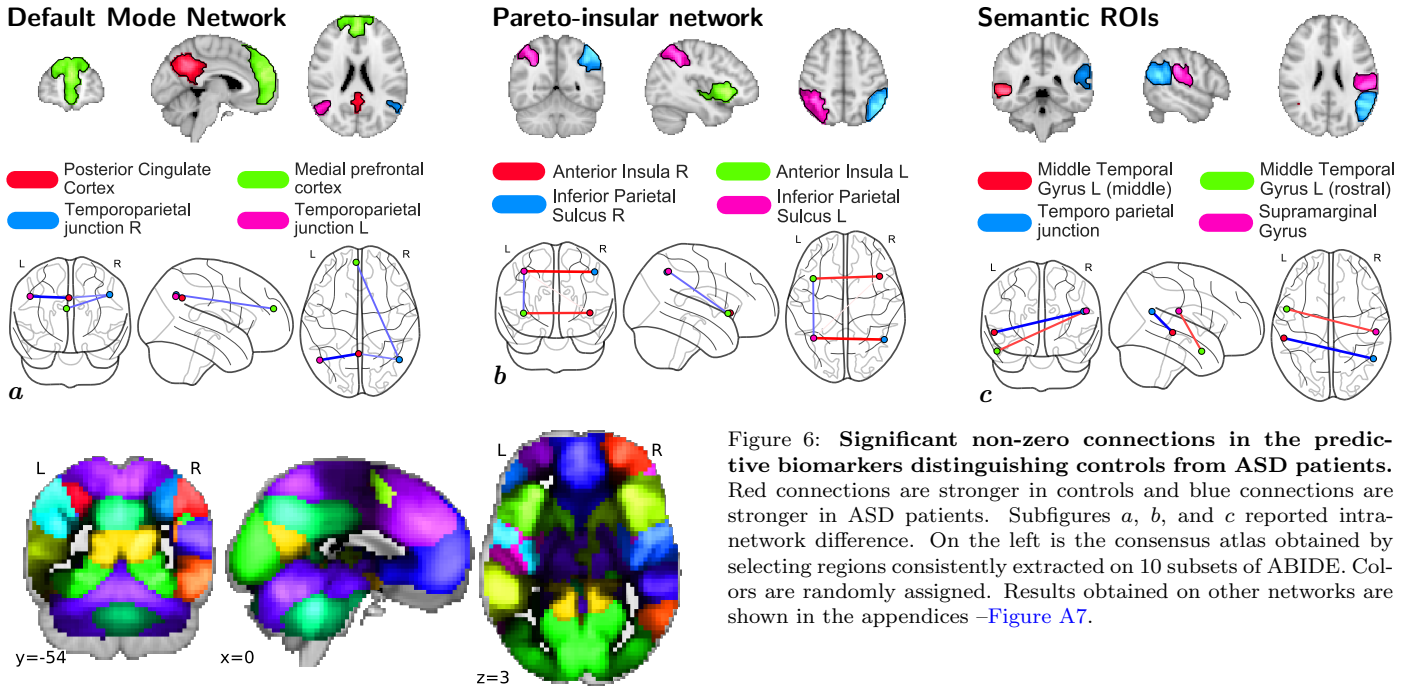 Default Mode Network
Posterior Cingulate
Cortex
Medial prefrontal
cortex
Temporoparietal
junction R
Temporoparietal
junction L
L
R
L
R
a
Pareto-insular network
Anterior Insula R
Anterior Insula L
Inferior Parietal
Sulcus R
Inferior Parietal
Sulcus L
L
R
L
R
b
Semantic ROIs
Middle Temporal
Gyrus L (middle)
Middle Temporal
Gyrus L (rostral)
Temporo parietal
junction
Supramarginal
Gyrus
L
R
L
R
c
L
R
y=-54
x=0
L
R
z=3
Figure 6: Significant non-zero connections in the predic-
tive biomarkers distinguishing controls from ASD patients.
Red connections are stronger in controls and blue connections are
stronger in ASD patients. Subfigures a, b, and c reported intra-
network difference. On the left is the consensus atlas obtained by
selecting regions consistently extracted on 10 subsets of ABIDE. Col-
ors are randomly assigned. Results obtained on other networks are
shown in the appendices –Figure A7.